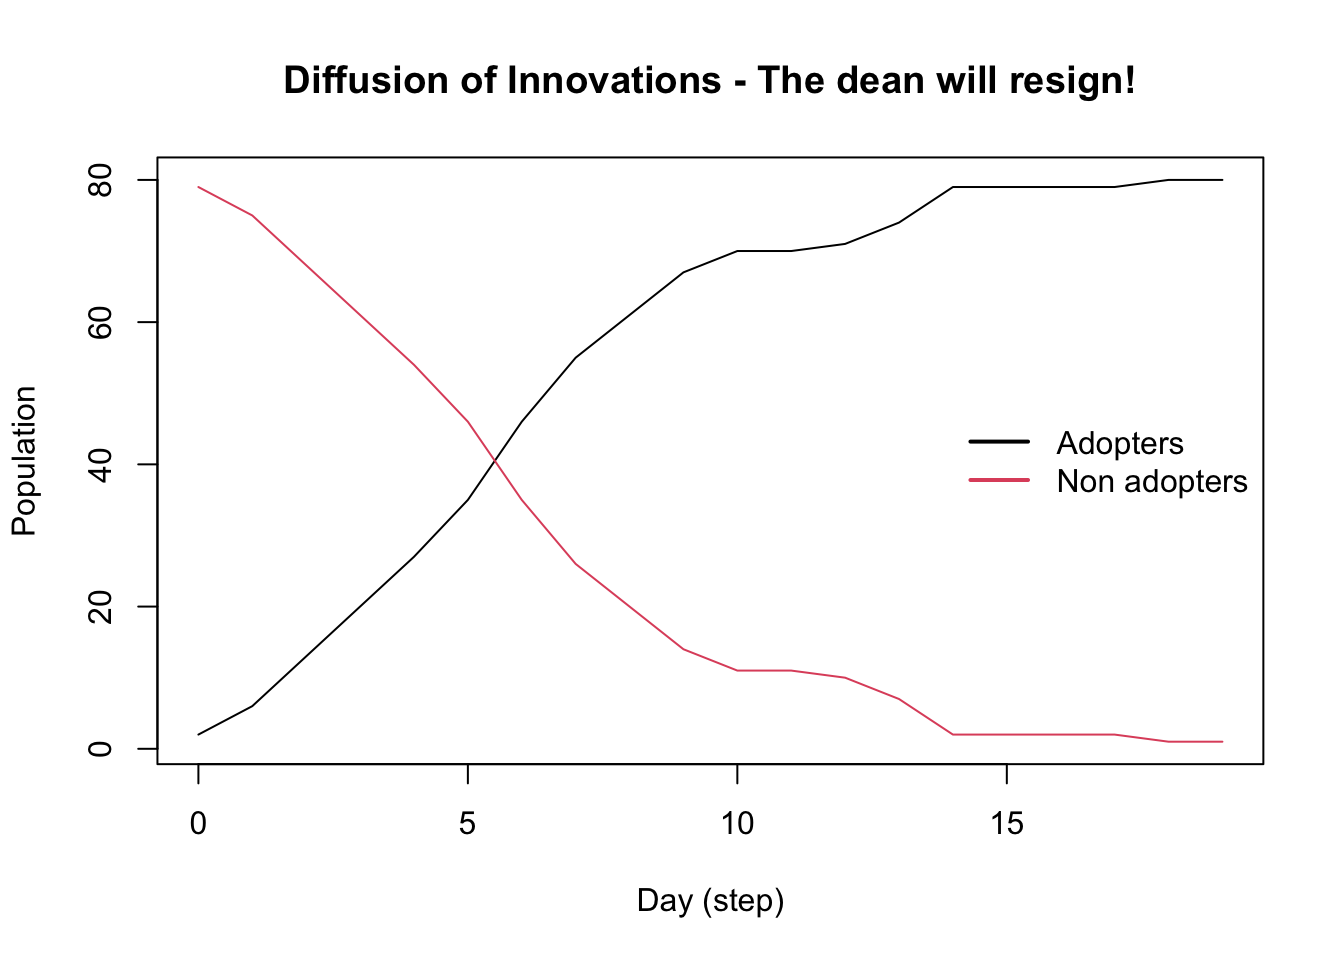 Diffusion of Innovations - The dean will resign!
80
60
40
20
0
Population
Adopters
Non adopters
0 5 10 15
Day (step)